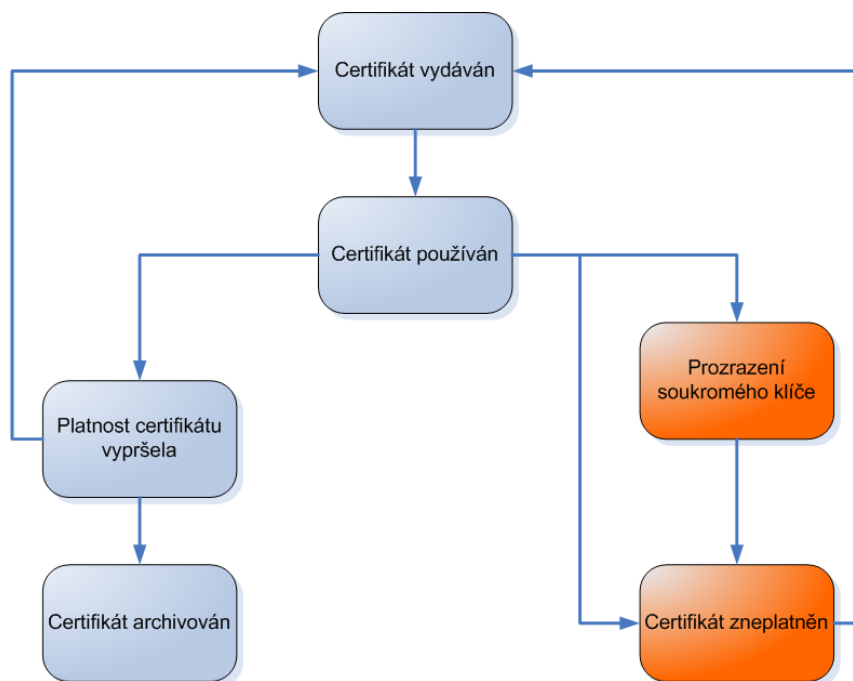 Certifikát vydáván
Certifikát používán
Prozrazení
soukromého klíče
Platnost certifikátu
vypršela
Certifikát archivován
Certifikát zneplatněn